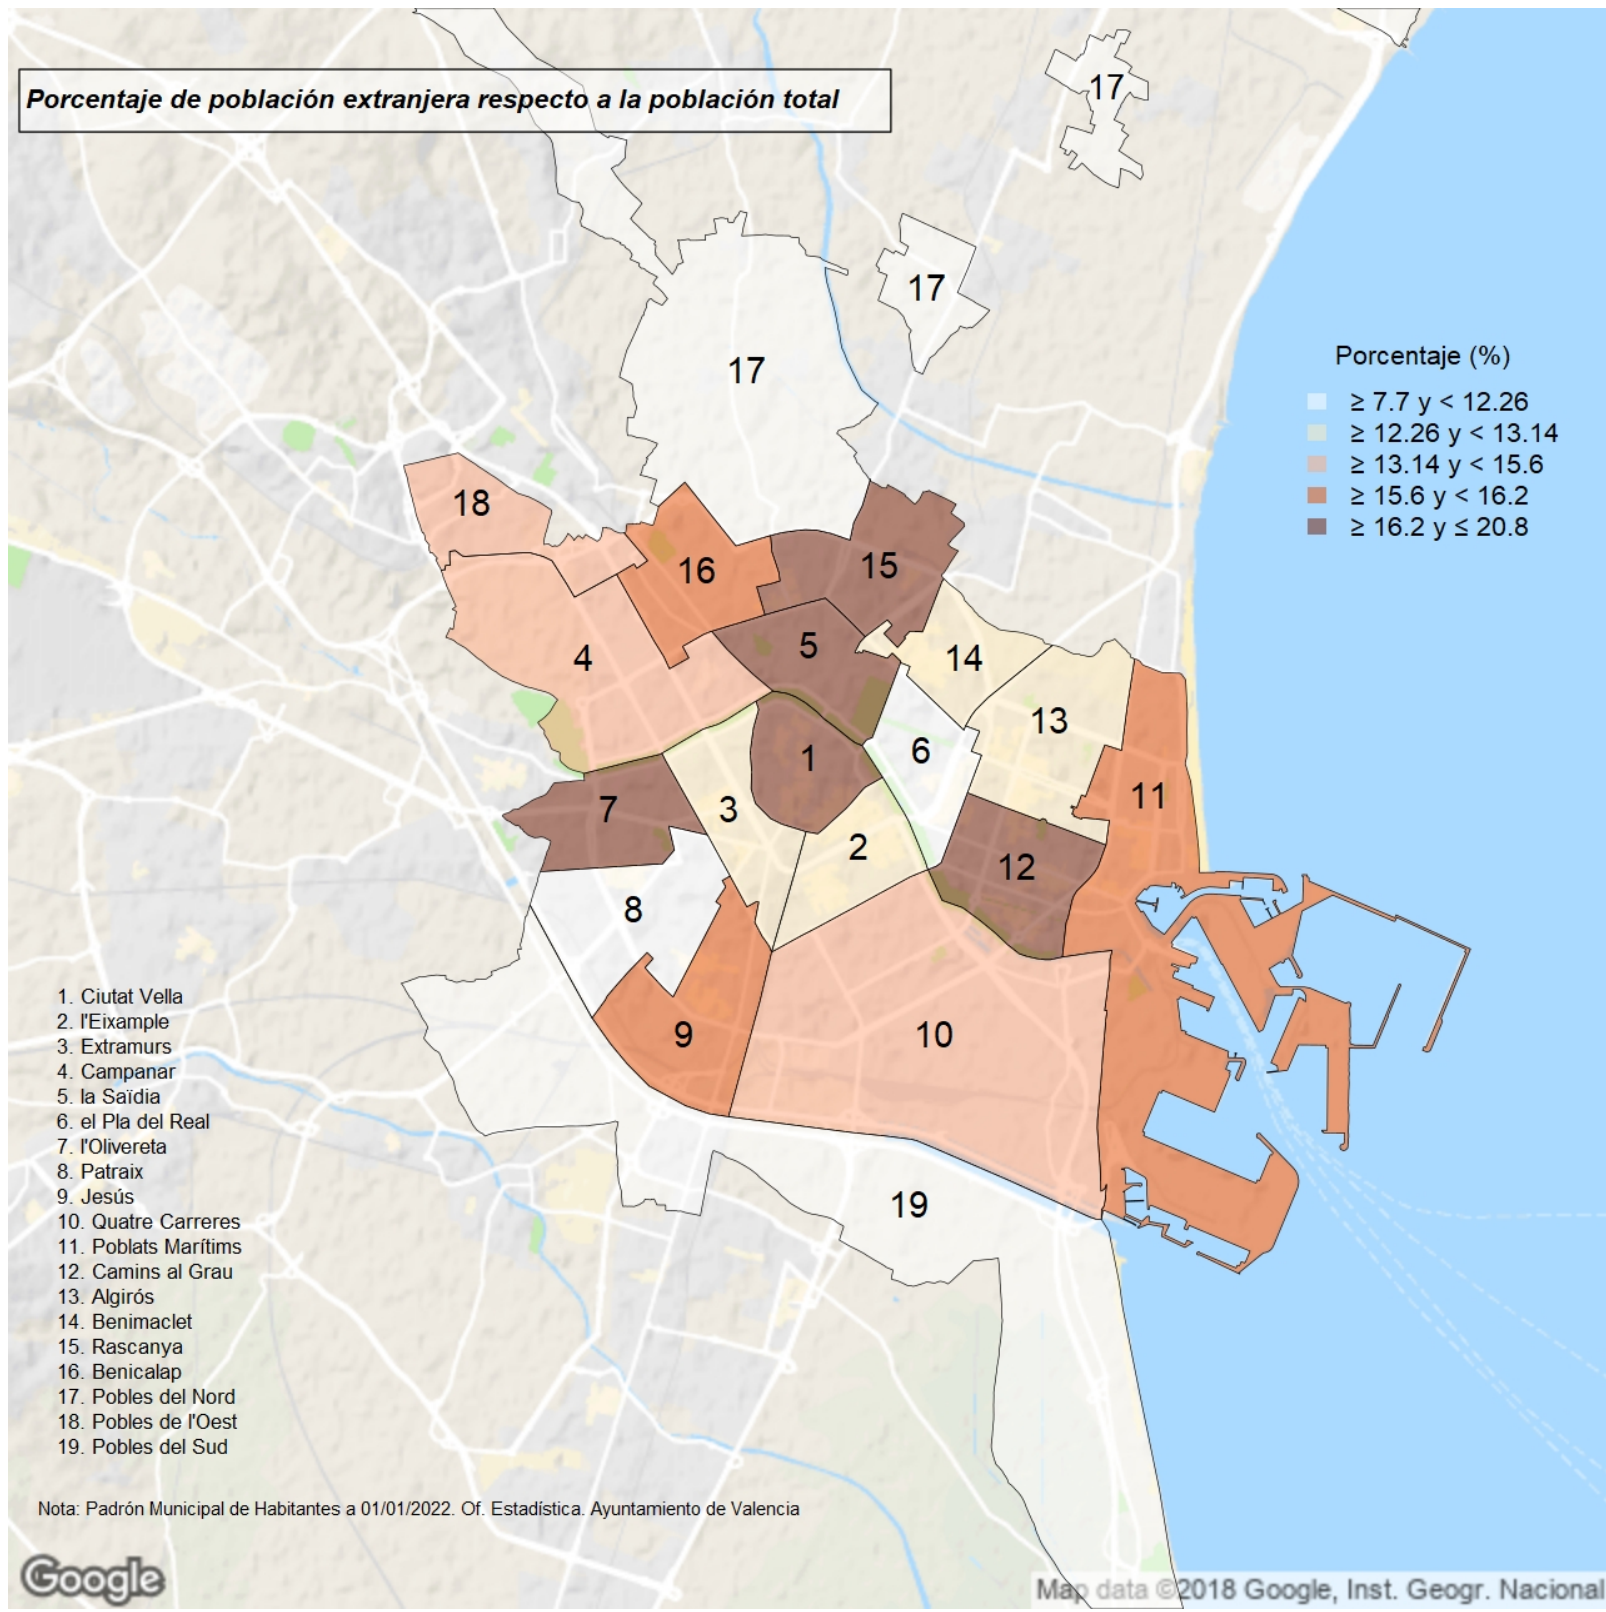 17
Porcentaje de población extranjera respecto a la población total
17
17
Porcentaje (%)
≥ 7.7 y < 12.26
≥ 12.26 y < 13.14
≥ 13.14 y < 15.6
≥ 15.6 y < 16.2
≥ 16.2 y ≤ 20.8
18
16
15
5
4
14
13
6
1
11
7
3
2
12
8
9
10
19
1. Ciutat Vella
2. l'Eixample
3. Extramurs
4. Campanar
5. la Saïdia
6. el Pla del Real
7. l'Olivereta
8. Patraix
9. Jesús
10. Quatre Carreres
11. Poblats Marítims
12. Camins al Grau
13. Algirós
14. Benimaclet
15. Rascanya
16. Benicalap
17. Pobles del Nord
18. Pobles de l'Oest
19. Pobles del Sud
Nota: Padrón Municipal de Habitantes a 01/01/2022. Of. Estadística. Ayuntamiento de Valencia
Google
Map data ©2018 Google, Inst. Geogr. Nacional